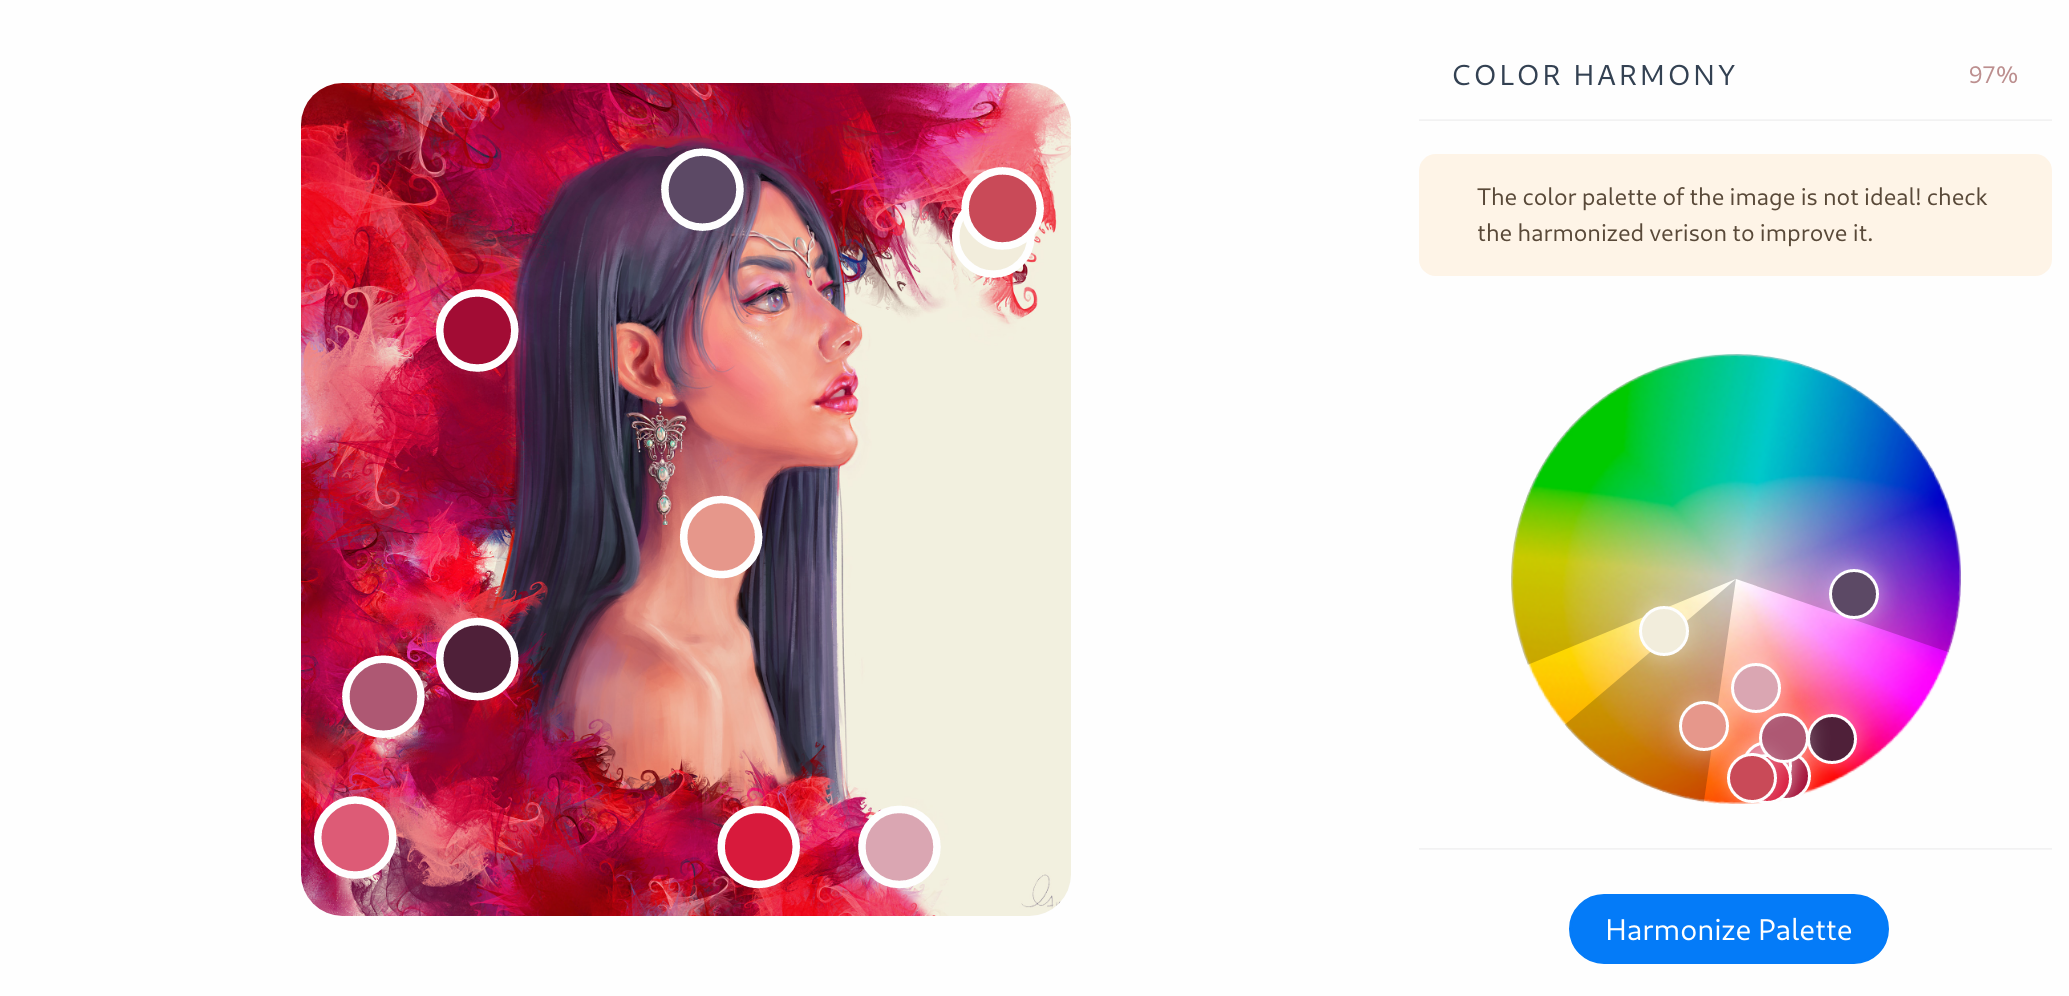 COLOR HARMONY
97%
The color palette of the image is not ideal! check
the harmonized verison to improve it.
Harmonize Palette